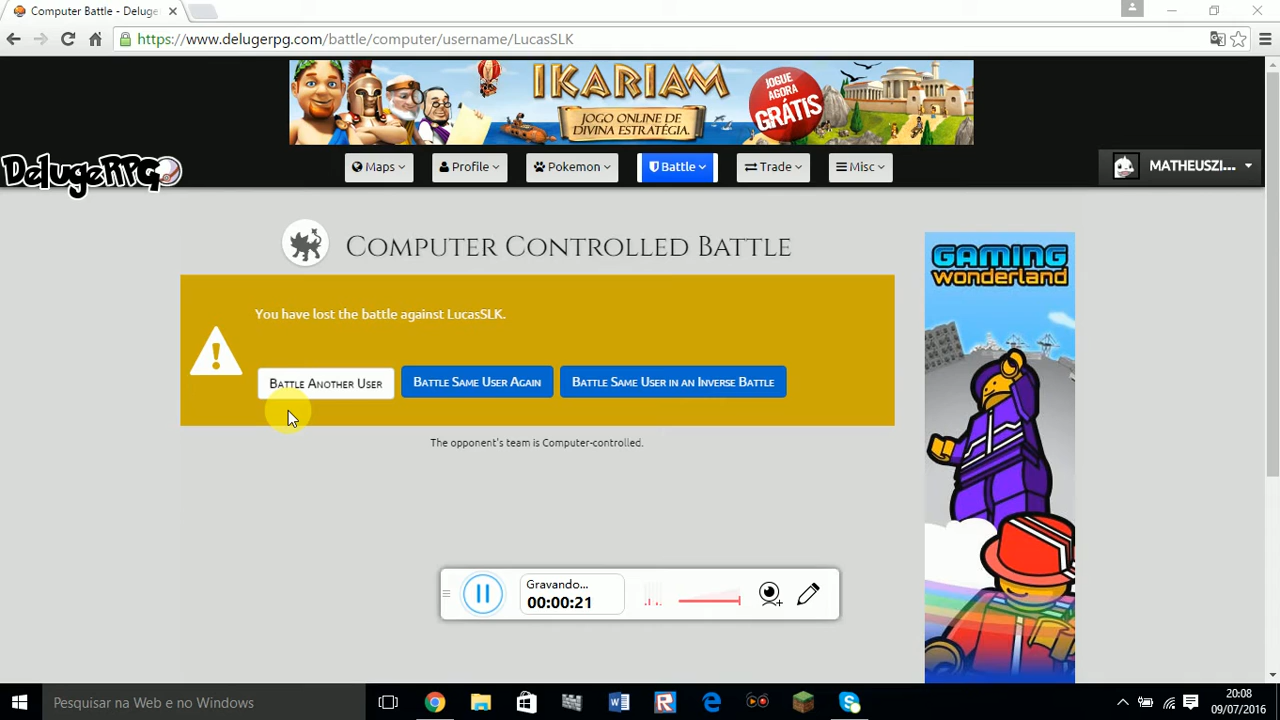 Computer Battle - Deluge
https://www.delugerpg.com/battle/computer/username/LucasSLK
IKARIAM
JOGO ONLINE DE
DIVINA ESTRATÉGIA.
JOGUE
AGORA
GRÁTIS
DelugeRPG
Maps
Profile
Pokemon
Battle
Trade
Misc
MATHEUSZI...
COMPUTER CONTROLLED BATTLE
You have lost the battle against LucasSLK.
BATTLE ANOTHER USER
BATTLE SAME USER AGAIN
BATTLE SAME USER IN AN INVERSE BATTLE
The opponent's team is Computer-controlled.
GAMING
wonderland
Gravando...
00:00:21
Pesquisar na Web e no Windows
20:08
09/07/2016